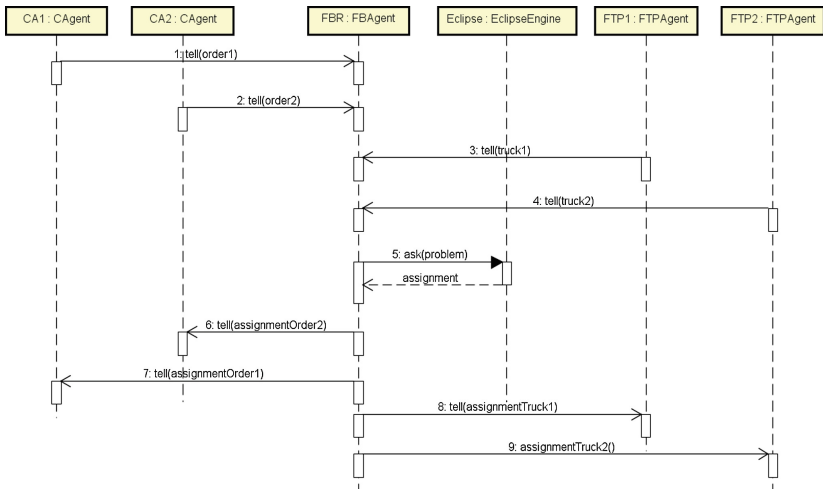 CA1 : CAgent
CA2 : CAgent
FBR : FBAgent
Eclipse : EclipseEngine
FTP1 : FTPAgent
FTP2 : FTPAgent
1: tell(order1)
2: tell(order2)
3: tell(truck1)
4: tell(truck2)
5: ask(problem)
assignment
6: tell(assignmentOrder2)
7: tell(assignmentOrder1)
8: tell(assignmentTruck1)
9: assignmentTruck2()